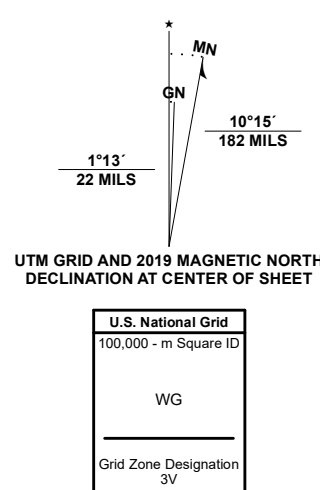 MN
GN
10°15´
182 MILS
1°13´
22 MILS
UTM GRID AND 2019 MAGNETIC NORTH
DECLINATION AT CENTER OF SHEET
U.S. National Grid
100,000 - m Square ID
WG
Grid Zone Designation
3V